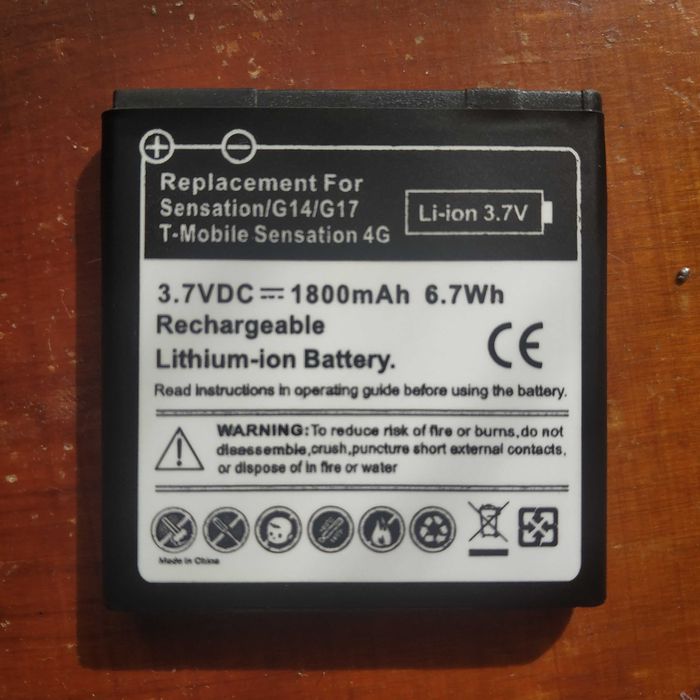 Replacement For
Sensation/G14/G17
T-Mobile Sensation 4G
Li-ion 3.7V
3.7VDC⎓1800mAh 6.7Wh
Rechargeable
Lithium-ion Battery.
CE
Read instructions in operating guide before using the battery.
WARNING:To reduce risk of fire or burns,do not
disassemble,crush,puncture short external contacts,
or dispose of in fire or water
Made in China